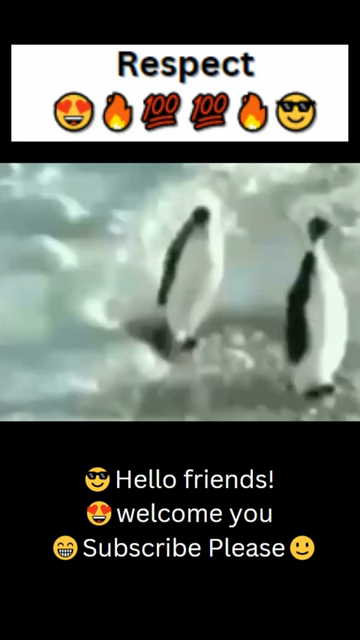 Respect
😍🔥💯💯🔥😎
😎Hello friends!
😍welcome you
😁Subscribe Please🙂